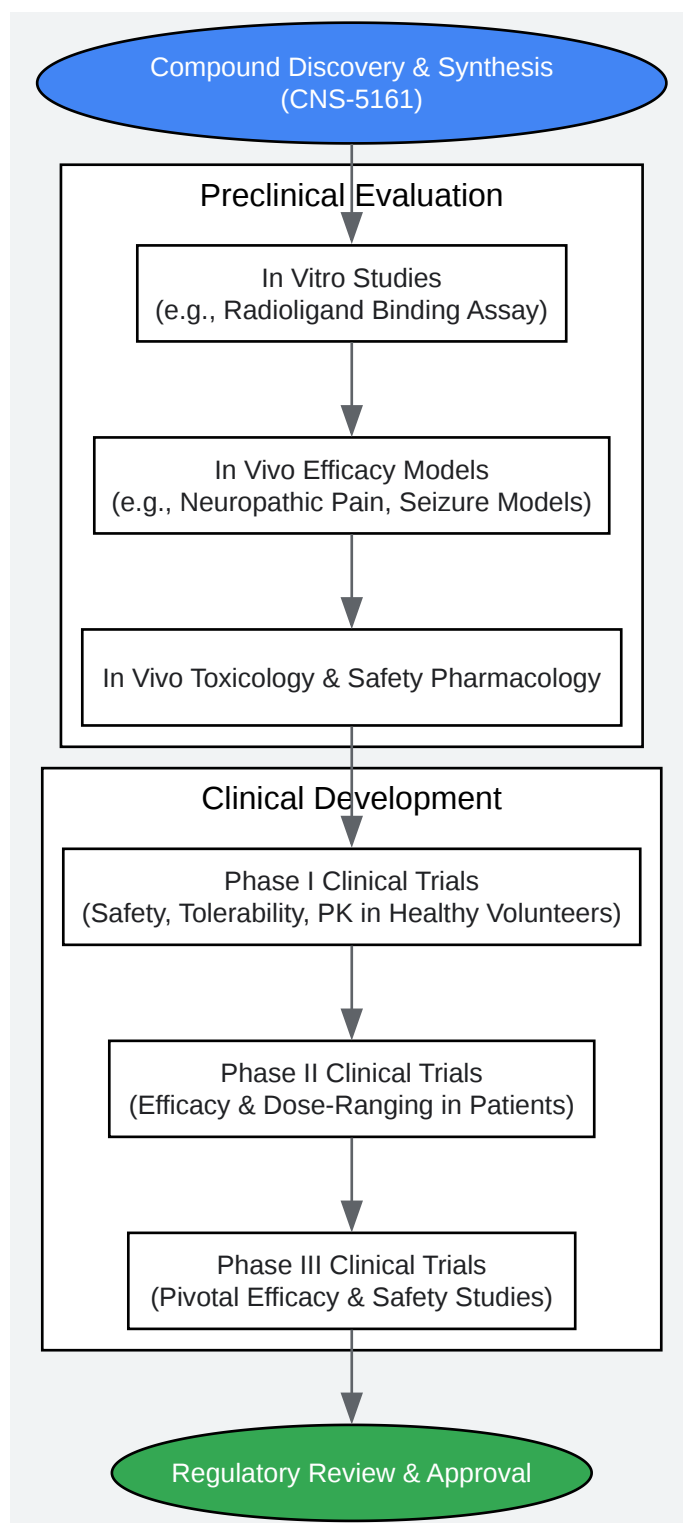 Compound Discovery & Synthesis
(CNS-5161)
Preclinical Evaluation
In Vitro Studies
(e.g., Radioligand Binding Assay)
In Vivo Efficacy Models
(e.g., Neuropathic Pain, Seizure Models)
In Vivo Toxicology & Safety Pharmacology
Clinical Development
Phase I Clinical Trials
(Safety, Tolerability, PK in Healthy Volunteers)
Phase II Clinical Trials
(Efficacy & Dose-Ranging in Patients)
Phase III Clinical Trials
(Pivotal Efficacy & Safety Studies)
Regulatory Review & Approval